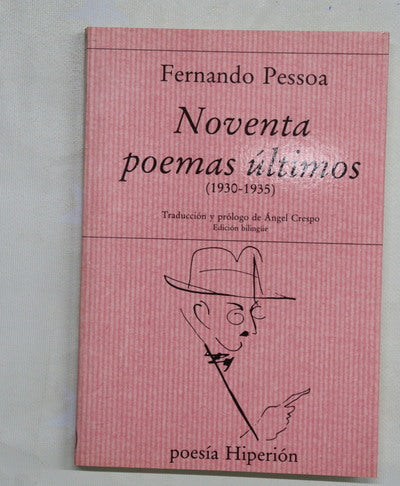 Fernando Pessoa
Noventa
poemas últimos
(1930-1935)
Traducción y prólogo de Ángel Crespo
Edición bilingüe
poesía Hiperión